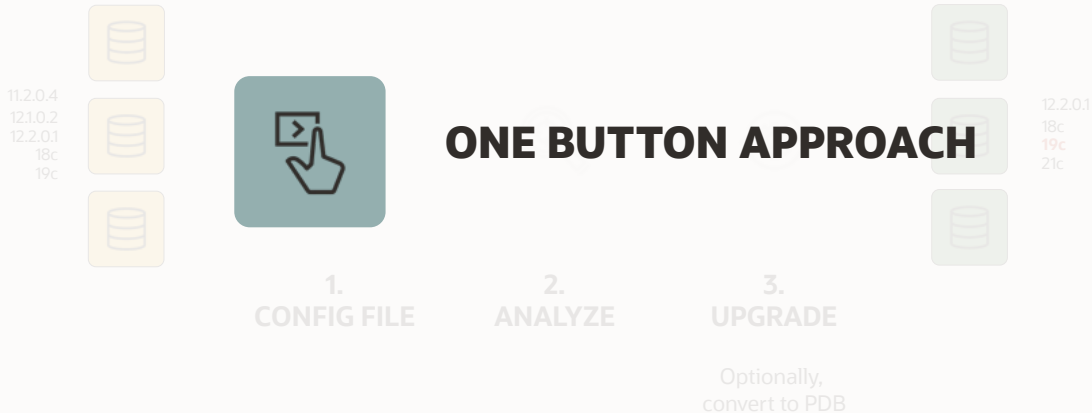 11.2.0.4
12.1.0.2
12.2.0.1
18c
19c
ONE BUTTON APPROACH
12.2.0.1
18c
19c
21c
1.
CONFIG FILE
2.
ANALYZE
3.
UPGRADE
Optionally,
convert to PDB